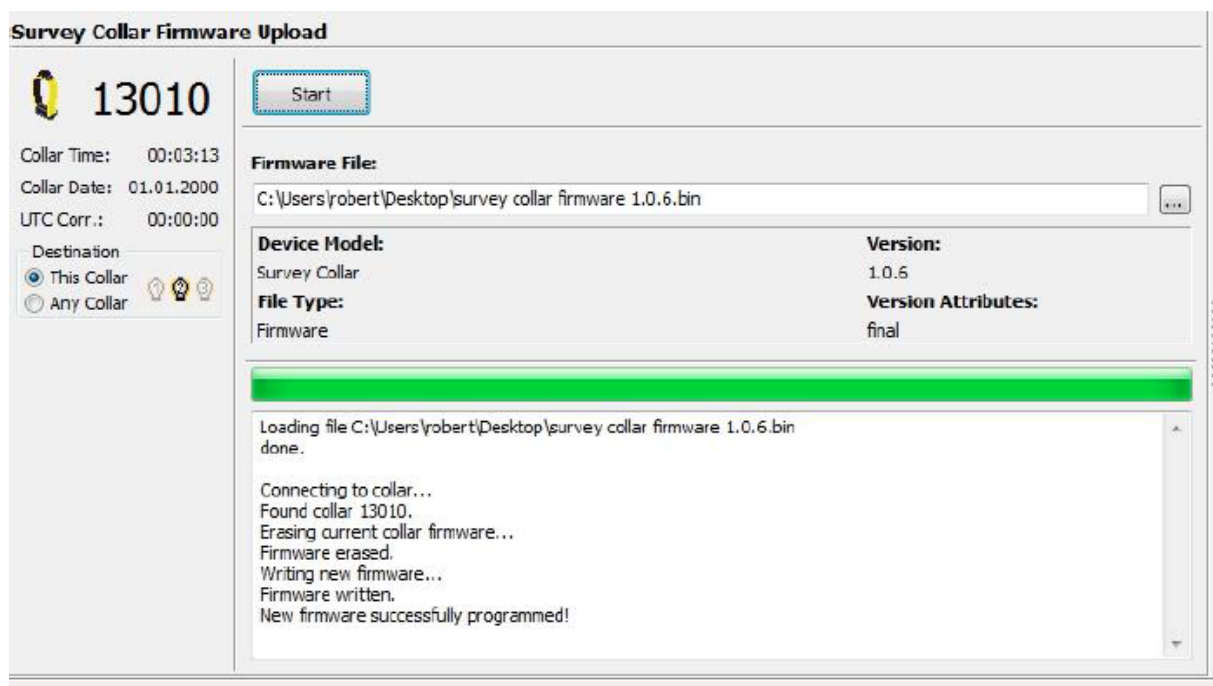 Survey Collar Firmware Upload
13010
Start
Collar Time: 00:03:13
Collar Date: 01.01.2000
UTC Corr.: 00:00:00
Destination
This Collar
Any Collar
1 2 3
Firmware File:
C:\Users\robert\Desktop\survey collar firmware 1.0.6.bin
...
Device Model: Version:
Survey Collar 1.0.6
File Type: Version Attributes:
Firmware final
Loading file C:\Users\robert\Desktop\survey collar firmware 1.0.6.bin
done.
Connecting to collar...
Found collar 13010.
Erasing current collar firmware...
Firmware erased.
Writing new firmware...
Firmware written.
New firmware successfully programmed!